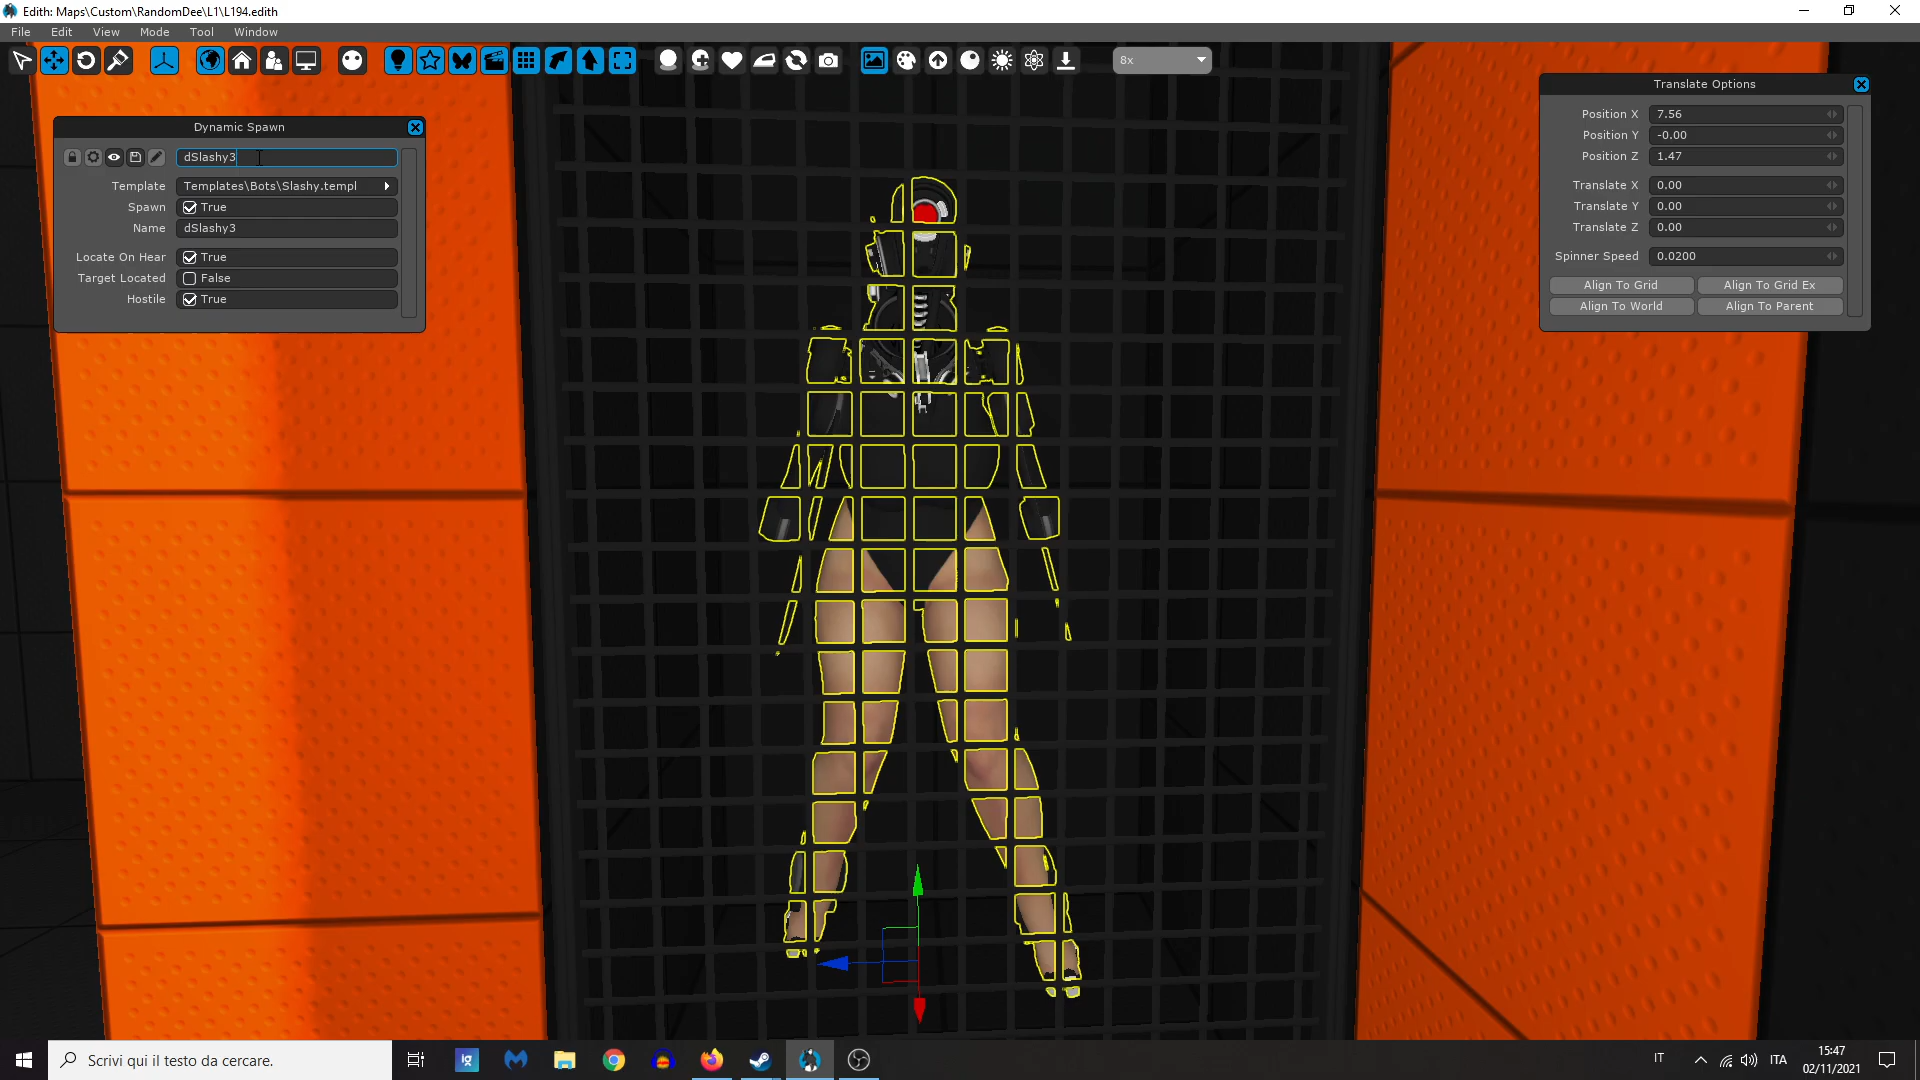 Edith: Maps\Custom\RandomDee\L1\L194.edith
File Edit View Mode Tool Window
8x
Dynamic Spawn
dSlashy3
Template Templates\Bots\Slashy.templ
Spawn True
Name dSlashy3
Locate On Hear True
Target Located False
Hostile True
Translate Options
Position X 7.56
Position Y -0.00
Position Z 1.47
Translate X 0.00
Translate Y 0.00
Translate Z 0.00
Spinner Speed 0.0200
Align To Grid Align To Grid Ex
Align To World Align To Parent
Scrivi qui il testo da cercare.
Ig
IT
ITA
15:47
02/11/2021